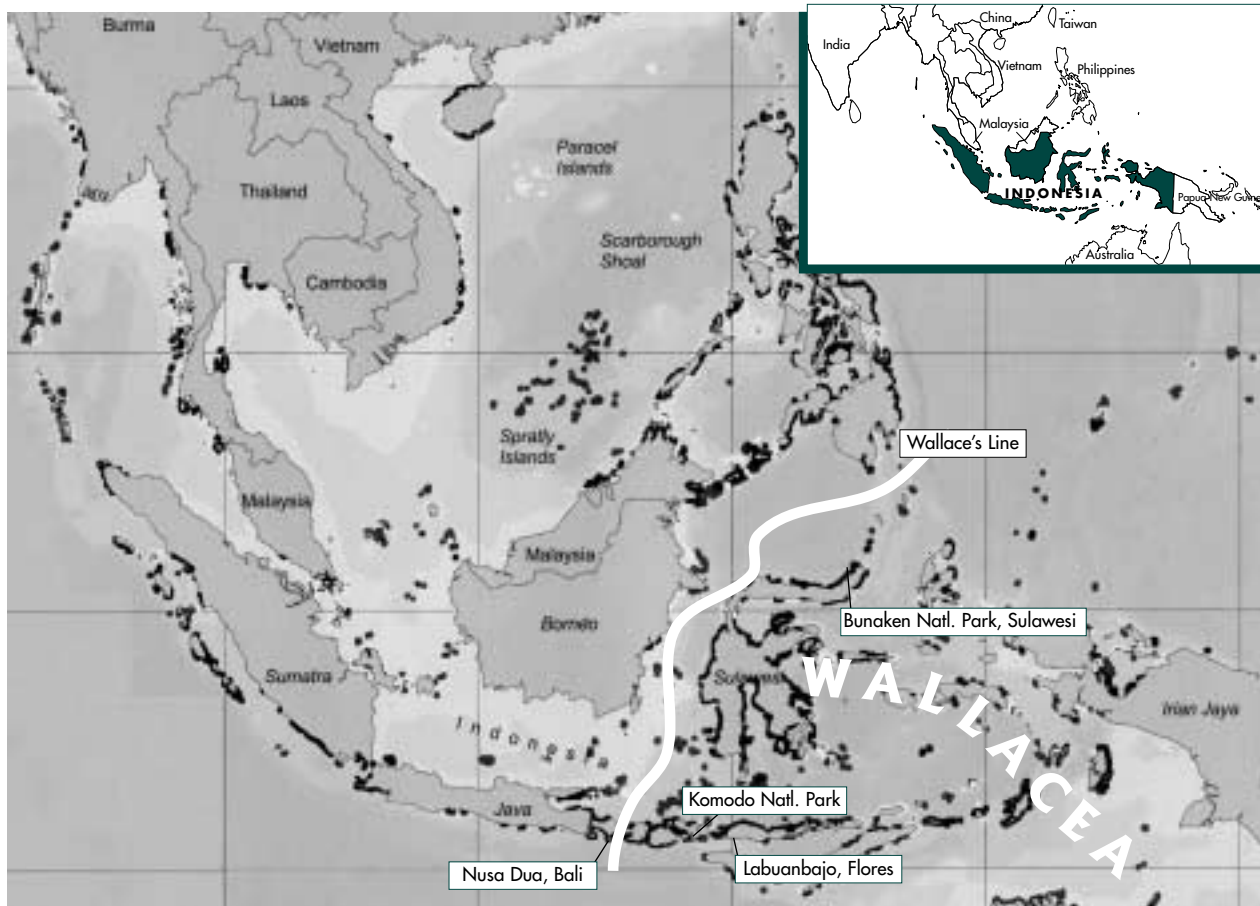 Burma
Vietnam
Laos
Thailand
Cambodia
Paracel
Islands
Scarborough
Shoal
Spratly
Islands
Malaysia
Malaysia
Borneo
Sumatra
Indonesia
Java
Sulawesi
Irian Jaya
Wallace's Line
Bunaken Natl. Park, Sulawesi
WALLACEA
Komodo Natl. Park
Labuanbajo, Flores
Nusa Dua, Bali
China
Taiwan
India
Vietnam
Philippines
Malaysia
INDONESIA
Papua New Guinea
Australia